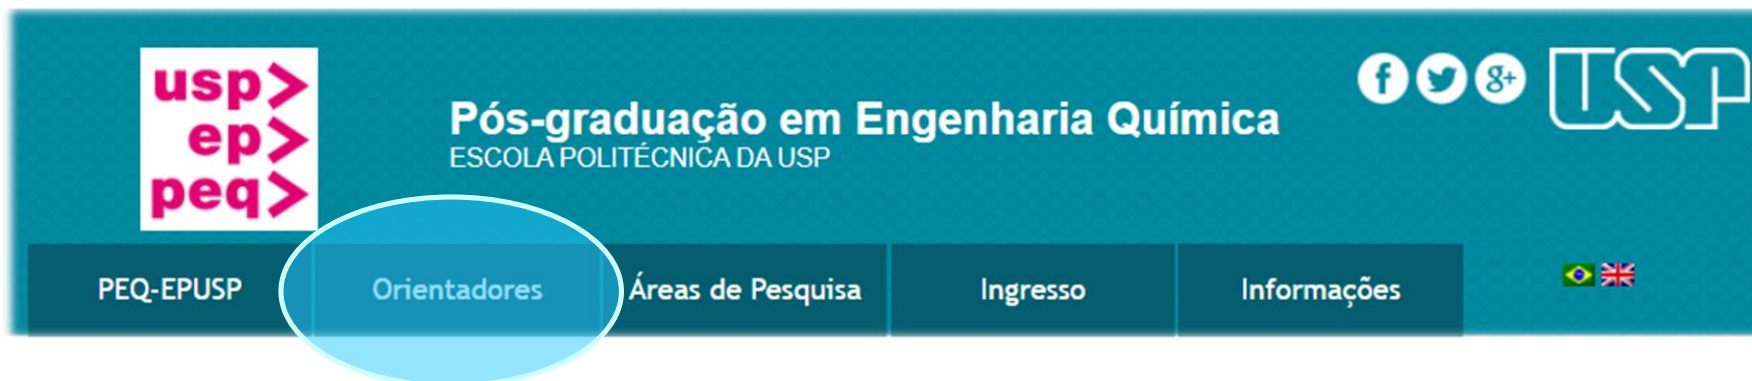 usp>
ep>
peq>
Pós-graduação em Engenharia Química
ESCOLA POLITÉCNICA DA USP
f
8+
USP
PEQ-EPUSP
Orientadores
Áreas de Pesquisa
Ingresso
Informações